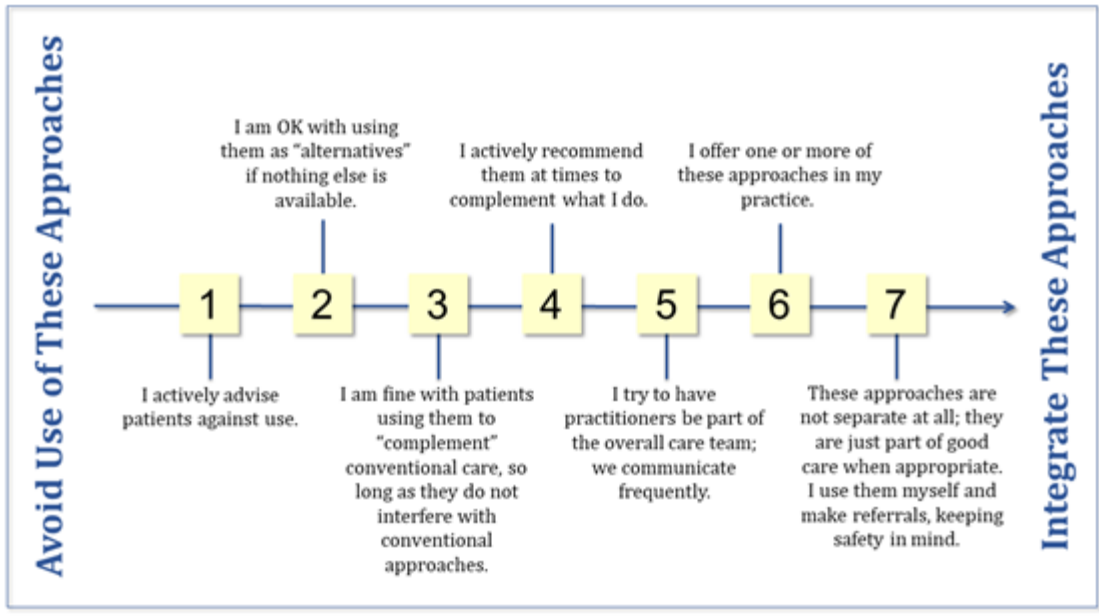 Avoid Use of These Approaches
I am OK with using
them as “alternatives”
if nothing else is
available.
I actively recommend
them at times to
complement what I do.
I offer one or more of
these approaches in my
practice.
1
2
3
4
5
6
7
I actively advise
patients against use.
I am fine with patients
using them to
“complement”
conventional care, so
long as they do not
interfere with
conventional
approaches.
I try to have
practitioners be part of
the overall care team;
we communicate
frequently.
These approaches are
not separate at all; they
are just part of good
care when appropriate.
I use them myself and
make referrals, keeping
safety in mind.
Integrate These Approaches